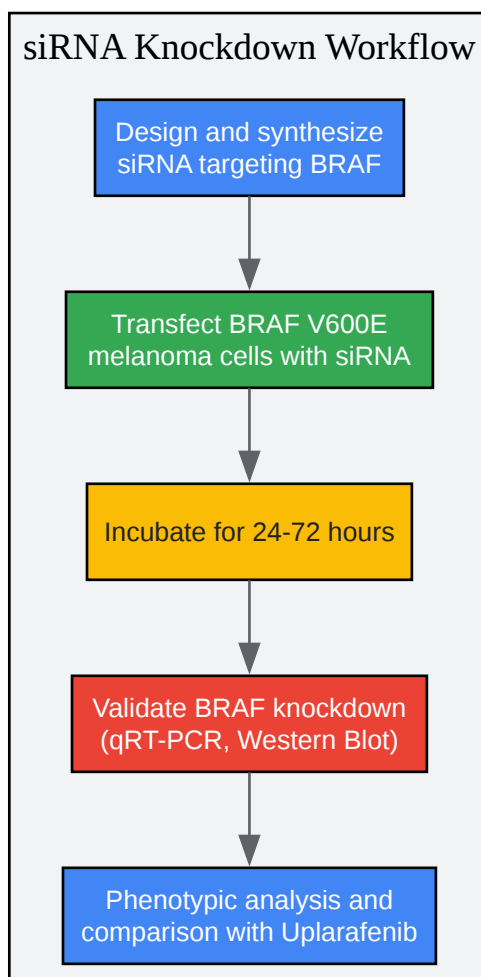 siRNA Knockdown Workflow
Design and synthesize
siRNA targeting BRAF
Transfect BRAF V600E
melanoma cells with siRNA
Incubate for 24-72 hours
Validate BRAF knockdown
(qRT-PCR, Western Blot)
Phenotypic analysis and
comparison with Uplarafenib